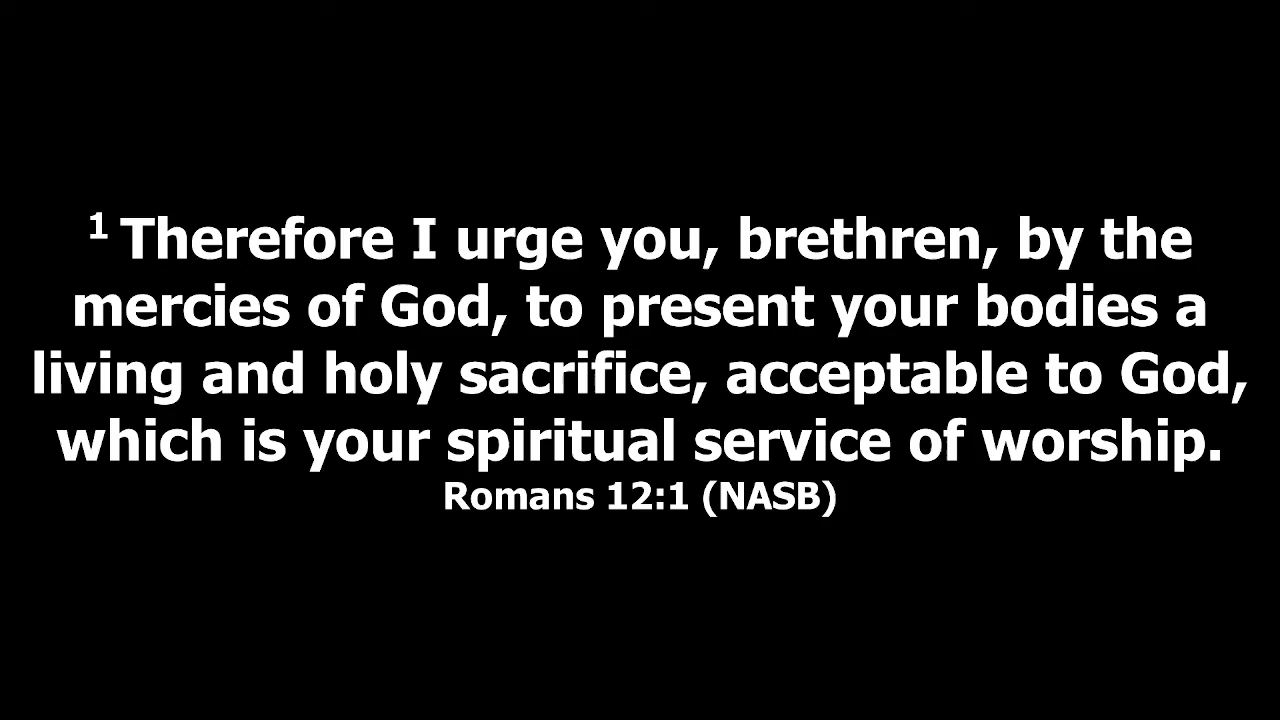 1 Therefore I urge you, brethren, by the
mercies of God, to present your bodies a
living and holy sacrifice, acceptable to God,
which is your spiritual service of worship.
Romans 12:1 (NASB)